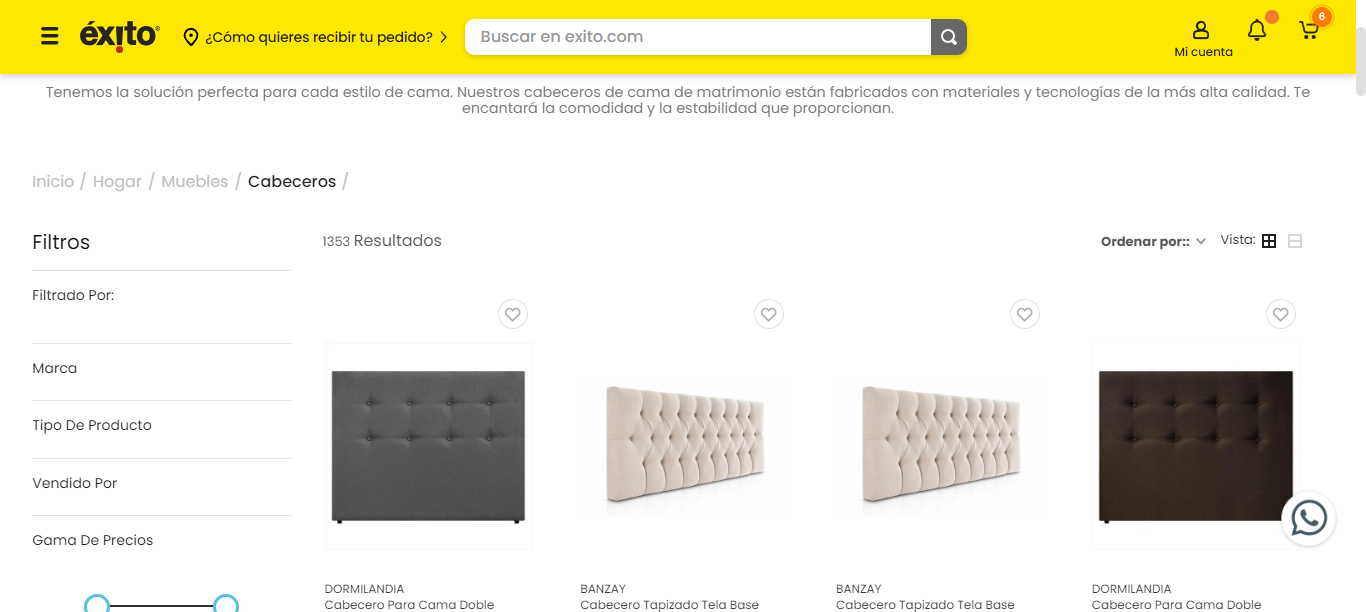 éxito
¿Cómo quieres recibir tu pedido?
Buscar en exito.com
Mi cuenta
6
Tenemos la solución perfecta para cada estilo de cama. Nuestros cabeceros de cama de matrimonio están fabricados con materiales y tecnologías de la más alta calidad. Te
encantará la comodidad y la estabilidad que proporcionan.
Inicio / Hogar / Muebles / Cabeceros /
Filtros
1353 Resultados
Ordenar por::
Vista:
Filtrado Por:
Marca
Tipo De Producto
Vendido Por
Gama De Precios
DORMILANDIA
Cabecero Para Cama Doble
BANZAY
Cabecero Tapizado Tela Base
BANZAY
Cabecero Tapizado Tela Base
DORMILANDIA
Cabecero Para Cama Doble